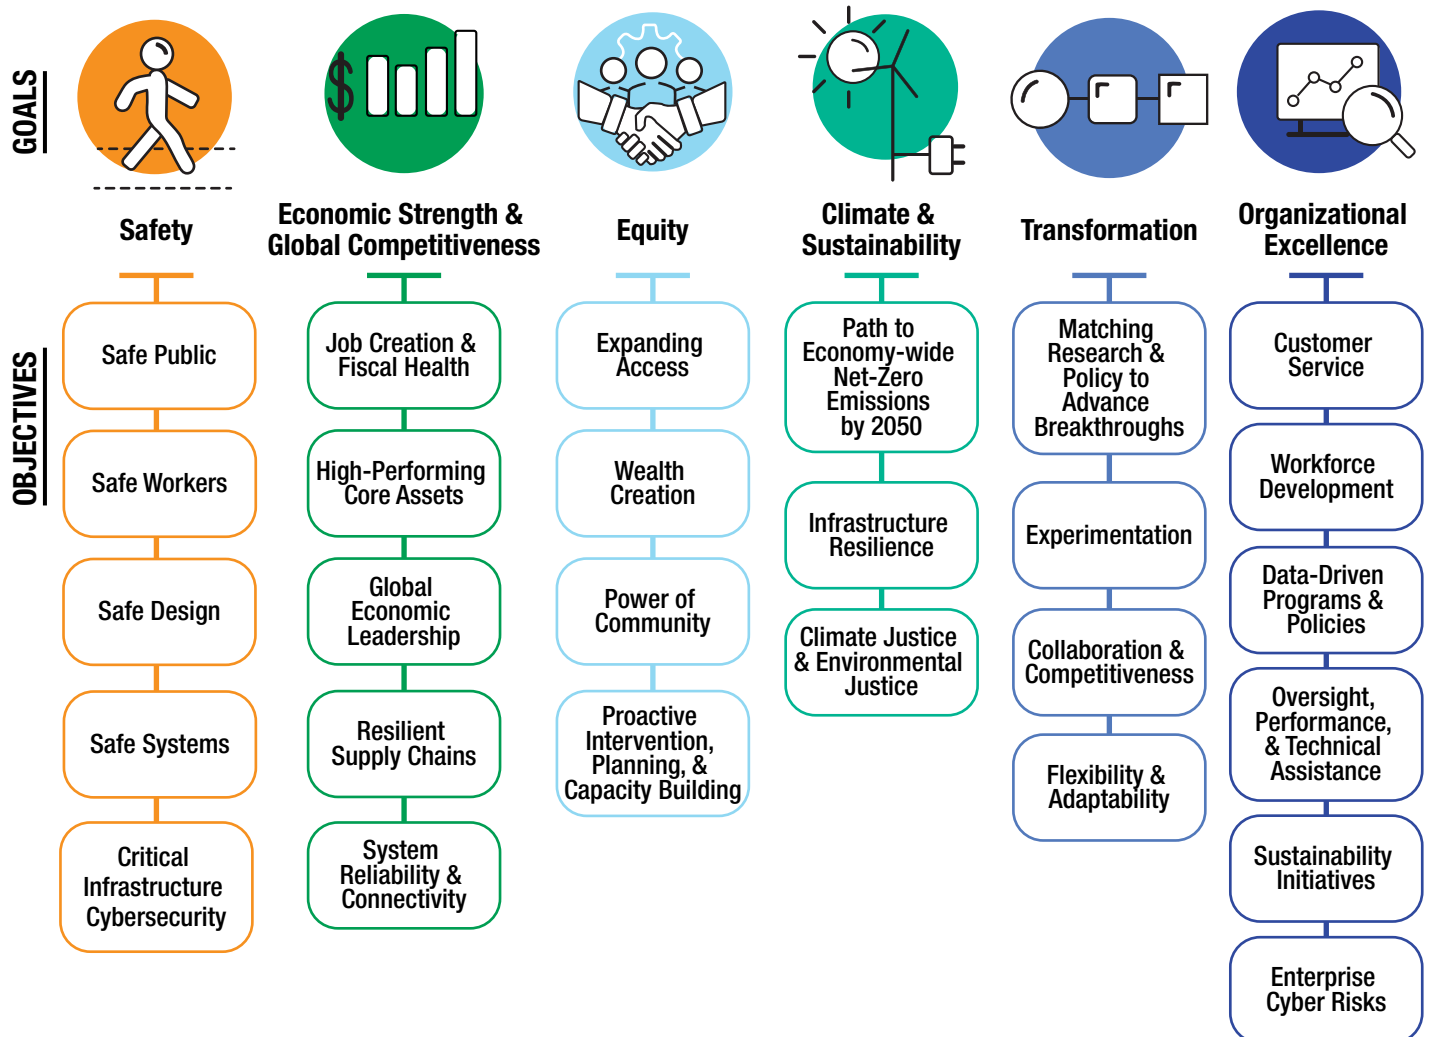 GOALS
Safety
Economic Strength &
Global Competitiveness
Equity
Climate &
Sustainability
Transformation
Organizational
Excellence
OBJECTIVES
Safe Public
Safe Workers
Safe Design
Safe Systems
Critical
Infrastructure
Cybersecurity
Job Creation &
Fiscal Health
High-Performing
Core Assets
Global
Economic
Leadership
Resilient
Supply Chains
System
Reliability &
Connectivity
Expanding
Access
Wealth
Creation
Power of
Community
Proactive
Intervention,
Planning, &
Capacity Building
Path to
Economy-wide
Net-Zero
Emissions
by 2050
Infrastructure
Resilience
Climate Justice
& Environmental
Justice
Matching
Research &
Policy to
Advance
Breakthroughs
Experimentation
Collaboration &
Competitiveness
Flexibility &
Adaptability
Customer
Service
Workforce
Development
Data-Driven
Programs &
Policies
Oversight,
Performance,
& Technical
Assistance
Sustainability
Initiatives
Enterprise
Cyber Risks